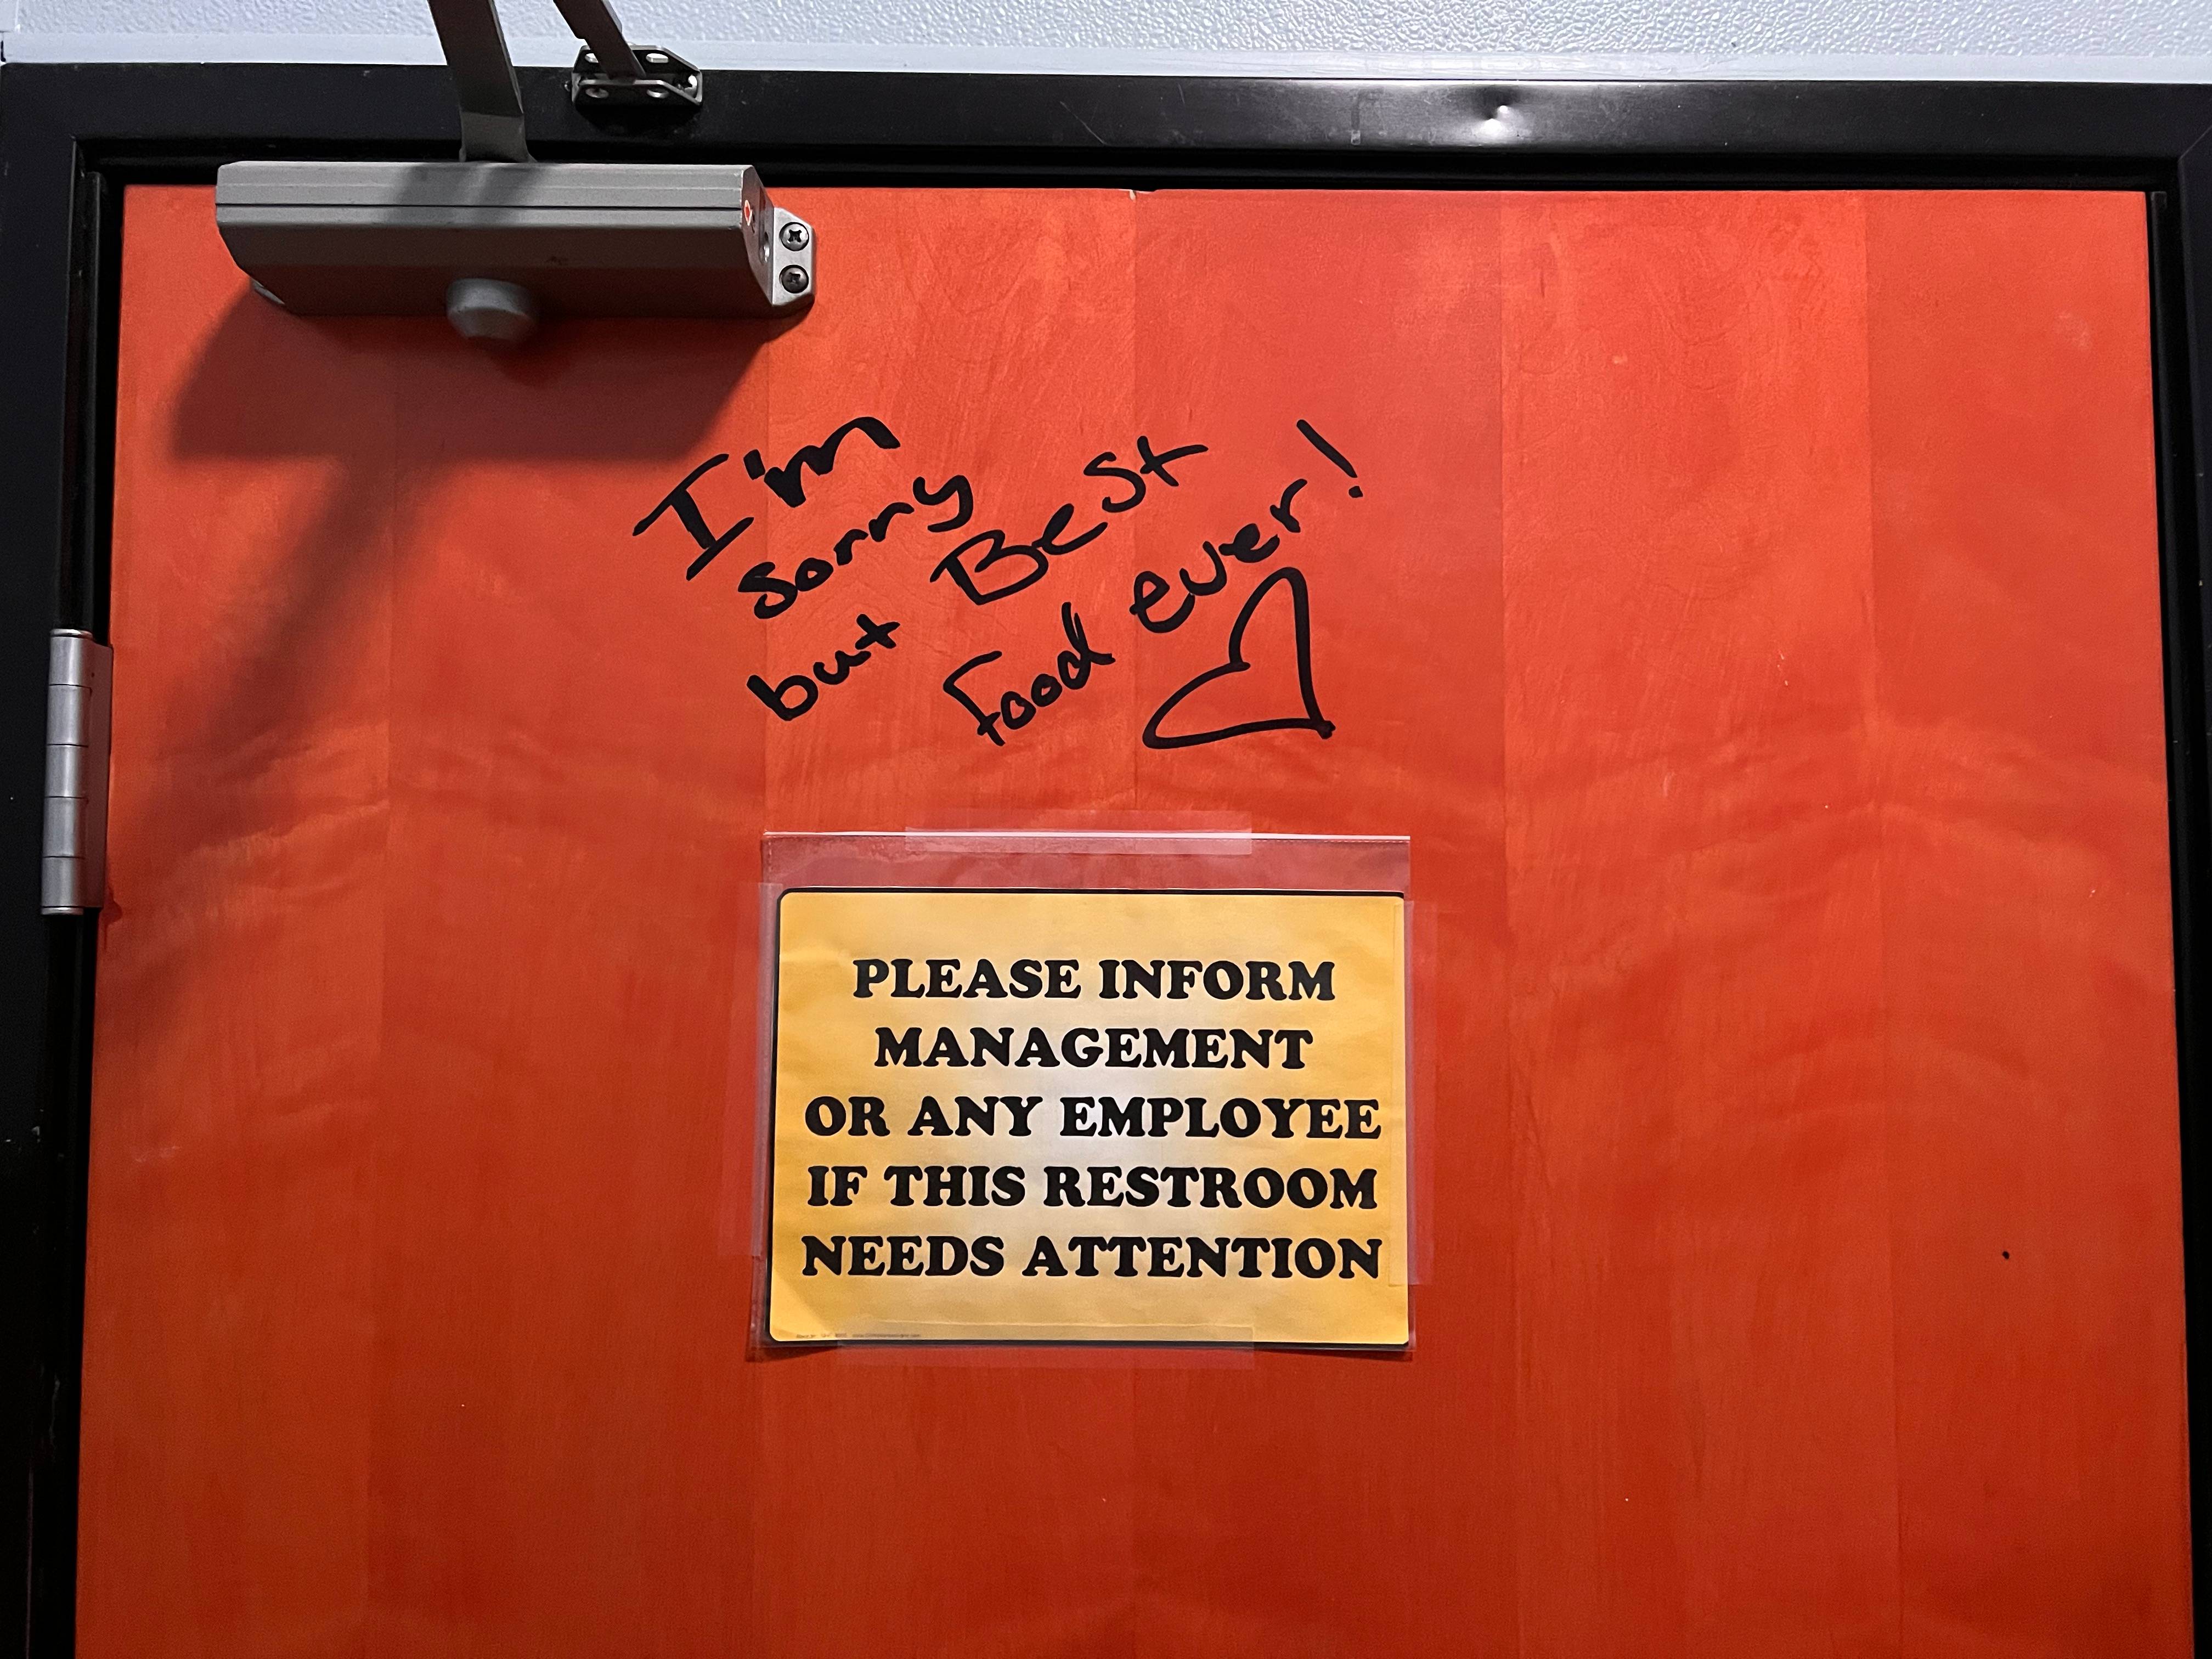 I'm
sorry
but Best
Food ever!
PLEASE INFORM
MANAGEMENT
OR ANY EMPLOYEE
IF THIS RESTROOM
NEEDS ATTENTION